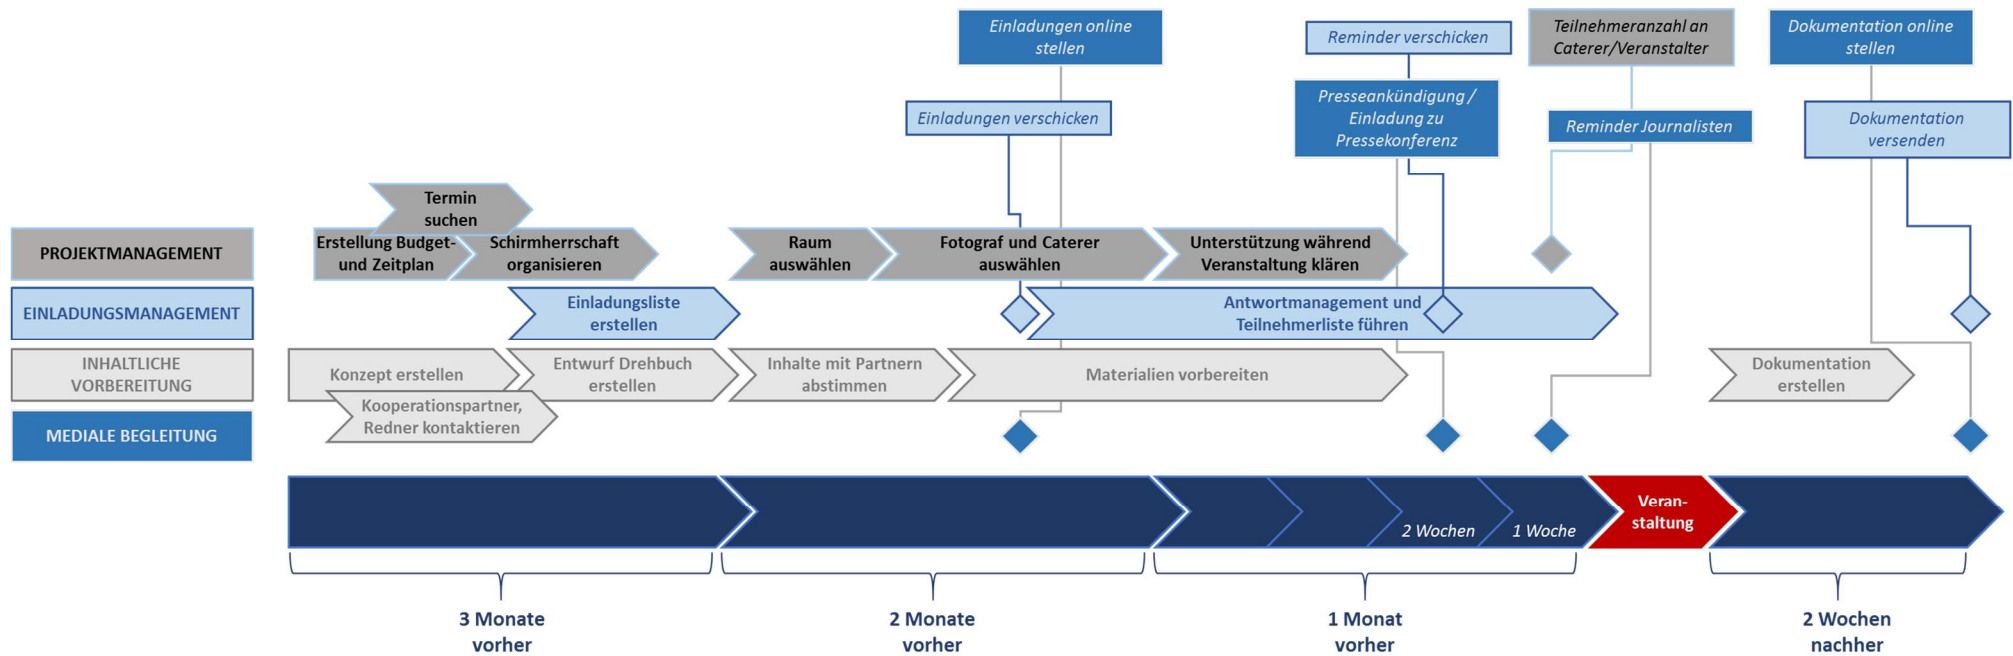 Einladungen online
stellen
Reminder verschicken
Teilnehmeranzahl an
Caterer/Veranstalter
Dokumentation online
stellen
Einladungen verschicken
Presseankündigung /
Einladung zu
Pressekonferenz
Reminder Journalisten
Dokumentation
versenden
Termin
suchen
PROJEKTMANAGEMENT
Erstellung Budget-
und Zeitplan
Schirmherrschaft
organisieren
Raum
auswählen
Fotograf und Caterer
auswählen
Unterstützung während
Veranstaltung klären
EINLADUNGSMANAGEMENT
Einladungsliste
erstellen
Antwortmanagement und
Teilnehmerliste führen
INHALTLICHE
VORBEREITUNG
Konzept erstellen
Entwurf Drehbuch
erstellen
Inhalte mit Partnern
abstimmen
Materialien vorbereiten
Dokumentation
erstellen
Kooperationspartner,
Redner kontaktieren
MEDIALE BEGLEITUNG
2 Wochen
1 Woche
Veran-
staltung
3 Monate
vorher
2 Monate
vorher
1 Monat
vorher
2 Wochen
nachher